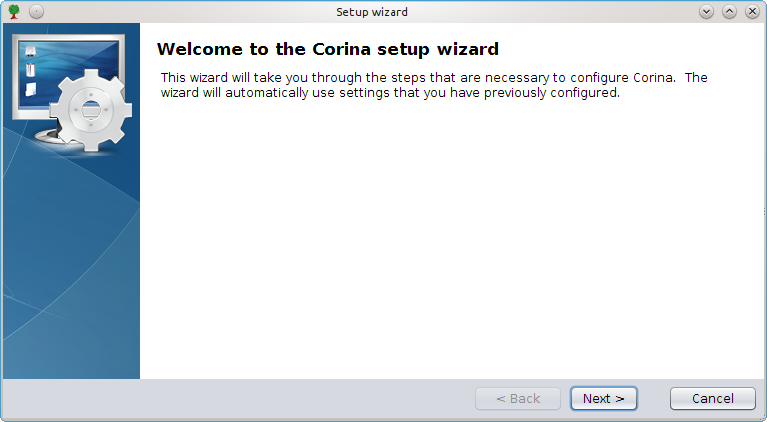 Setup wizard
Welcome to the Corina setup wizard
This wizard will take you through the steps that are necessary to configure Corina.  The
wizard will automatically use settings that you have previously configured.
< Back
Next >
Cancel